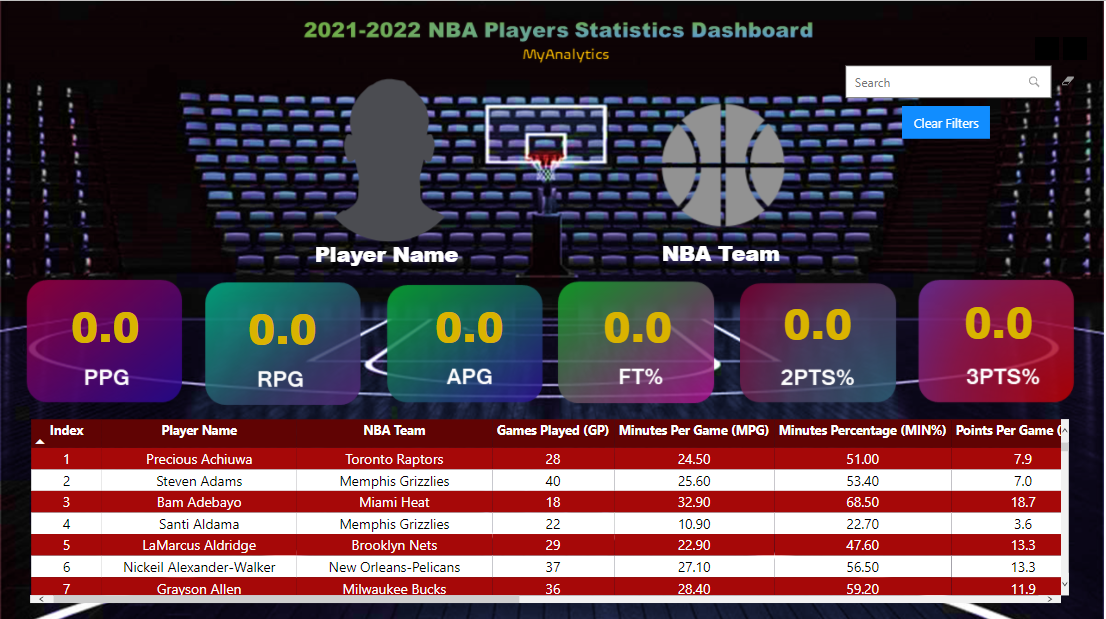 2021-2022 NBA Players Statistics Dashboard
MyAnalytics
Search
Clear Filters
Player Name NBA Team
0.0 0.0 0.0 0.0 0.0 0.0
PPG RPG APG FT% 2PTS% 3PTS%
Index Player Name NBA Team Games Played (GP) Minutes Per Game (MPG) Minutes Percentage (MIN%) Points Per Game (
1 Precious Achiuwa Toronto Raptors 28 24.50 51.00 7.9
2 Steven Adams Memphis Grizzlies 40 25.60 53.40 7.0
3 Bam Adebayo Miami Heat 18 32.90 68.50 18.7
4 Santi Aldama Memphis Grizzlies 22 10.90 22.70 3.6
5 LaMarcus Aldridge Brooklyn Nets 29 22.90 47.60 13.3
6 Nickeil Alexander-Walker New Orleans-Pelicans 37 27.10 56.50 13.3
7 Grayson Allen Milwaukee Bucks 36 28.40 59.20 11.9